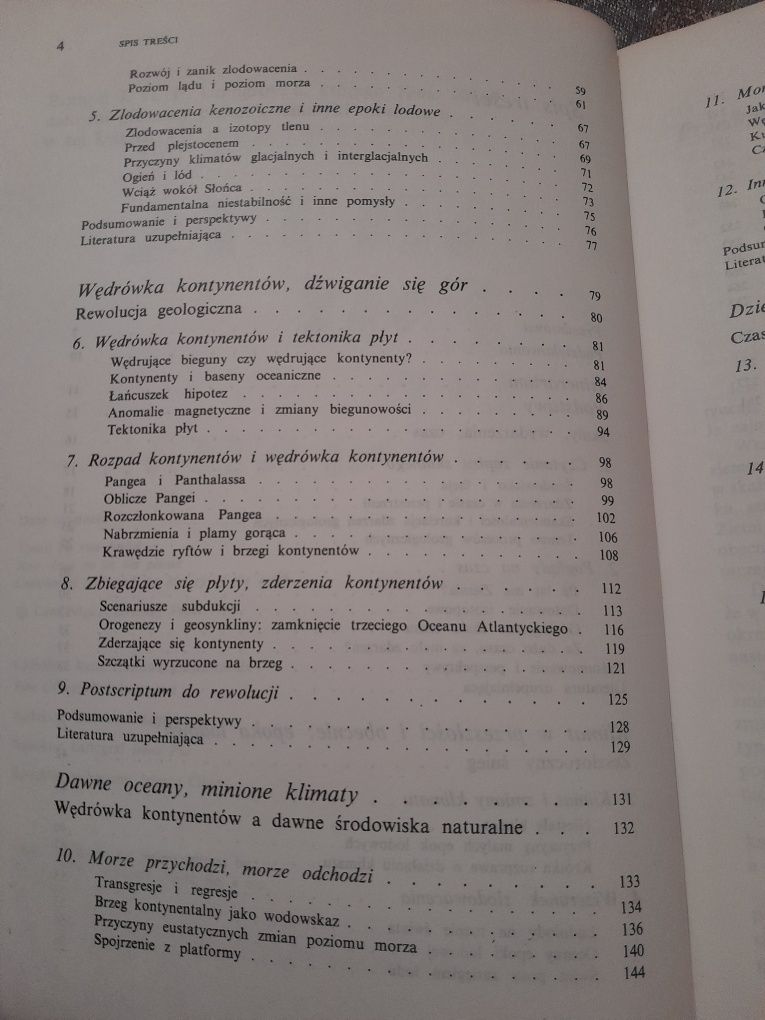 4 SPIS TREŚCI
Rozwój i zanik zlodowacenia . . . . . . . . . . . . 59
Poziom lądu i poziom morza . . . . . . . . . . . . 61
5. Zlodowacenia kenozoiczne i inne epoki lodowe . . . . . . 67
Zlodowacenia a izotopy tlenu . . . . . . . . . . . . 67
Przed plejstocenem . . . . . . . . . . . . 69
Przyczyny klimatów glacjalnych i interglacjalnych . . . . . . 71
Ogień i lód . . . . . . . . . . . . 72
Wciąż wokół Słońca . . . . . . . . . . . . 73
Fundamentalna niestabilność i inne pomysły . . . . . . 75
Podsumowanie i perspektywy . . . . . . . . . . . . 76
Literatura uzupełniająca . . . . . . . . . . . . 77
Wędrówka kontynentów, dźwiganie się gór . . . . 79
Rewolucja geologiczna . . . . . . . . . . . . 80
6. Wędrówka kontynentów i tektonika płyt . . . . . . . . 81
Wędrujące bieguny czy wędrujące kontynenty? . . . . . . . . 81
Kontynenty i baseny oceaniczne . . . . . . . . . . . . 84
Łańcuszek hipotez . . . . . . . . . . . . 86
Anomalie magnetyczne i zmiany biegunowości . . . . . . . . 89
Tektonika płyt . . . . . . . . . . . . 94
7. Rozpad kontynentów i wędrówka kontynentów . . . . . . 98
Pangea i Panthalassa . . . . . . . . . . . . 98
Oblicze Pangei . . . . . . . . . . . . 99
Rozczłonkowana Pangea . . . . . . . . . . . . 102
Nabrzmienia i plamy gorąca . . . . . . . . . . . . 106
Krawędzie ryftów i brzegi kontynentów . . . . . . . . . . 108
8. Zbiegające się płyty, zderzenia kontynentów . . . . . . 112
Scenariusze subdukcji . . . . . . . . . . . . 113
Orogenezy i geosynkliny: zamknięcie trzeciego Oceanu Atlantyckiego . 116
Zderzające się kontynenty . . . . . . . . . . . . 119
Szczątki wyrzucone na brzeg . . . . . . . . . . . . 121
9. Postscriptum do rewolucji . . . . . . . . . . . . 125
Podsumowanie i perspektywy . . . . . . . . . . . . 128
Literatura uzupełniająca . . . . . . . . . . . . 129
Dawne oceany, minione klimaty . . . . . . . . 131
Wędrówka kontynentów a dawne środowiska naturalne . . . 132
10. Morze przychodzi, morze odchodzi . . . . . . . . 133
Transgresje i regresje . . . . . . . . . . . . 134
Brzeg kontynentalny jako wodowskaz . . . . . . . . . . 136
Przyczyny eustatycznych zmian poziomu morza . . . . . . . . 140
Spojrzenie z platformy . . . . . . . . . . . . 144
11.
12.
13.
14